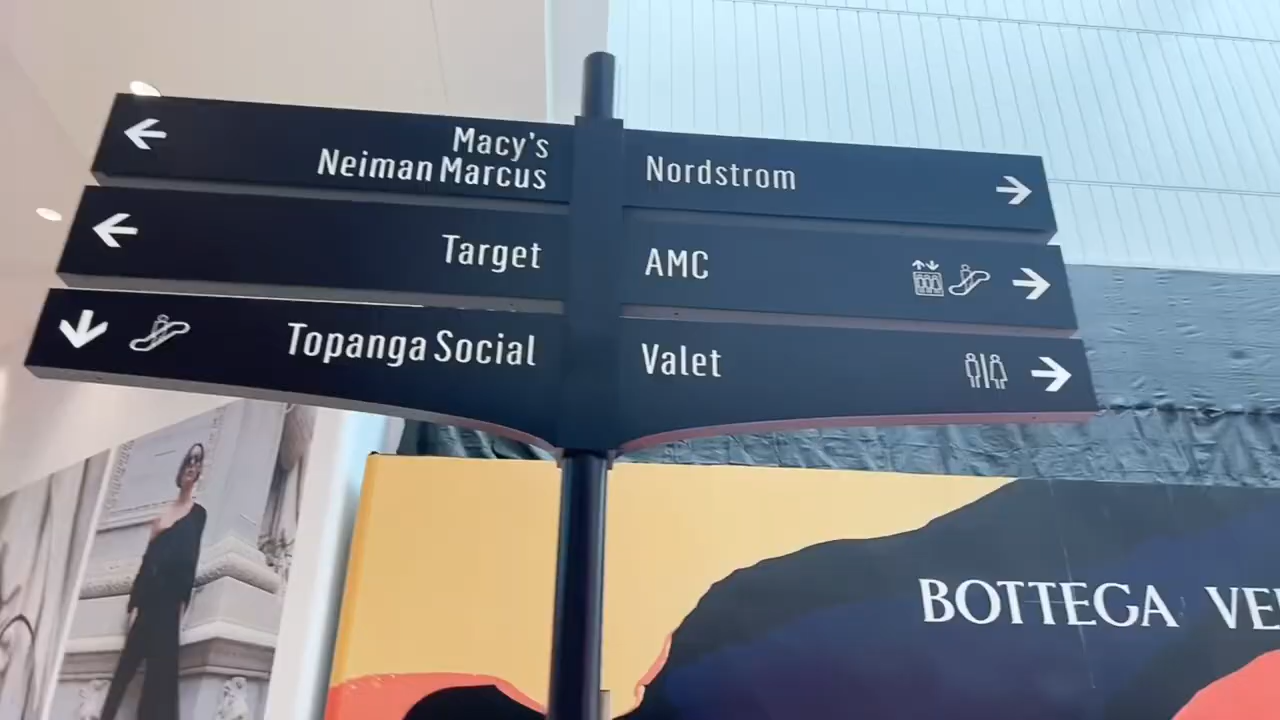 Macy's
Neiman Marcus
Target
Topanga Social
Nordstrom
AMC
Valet
BOTTEGA